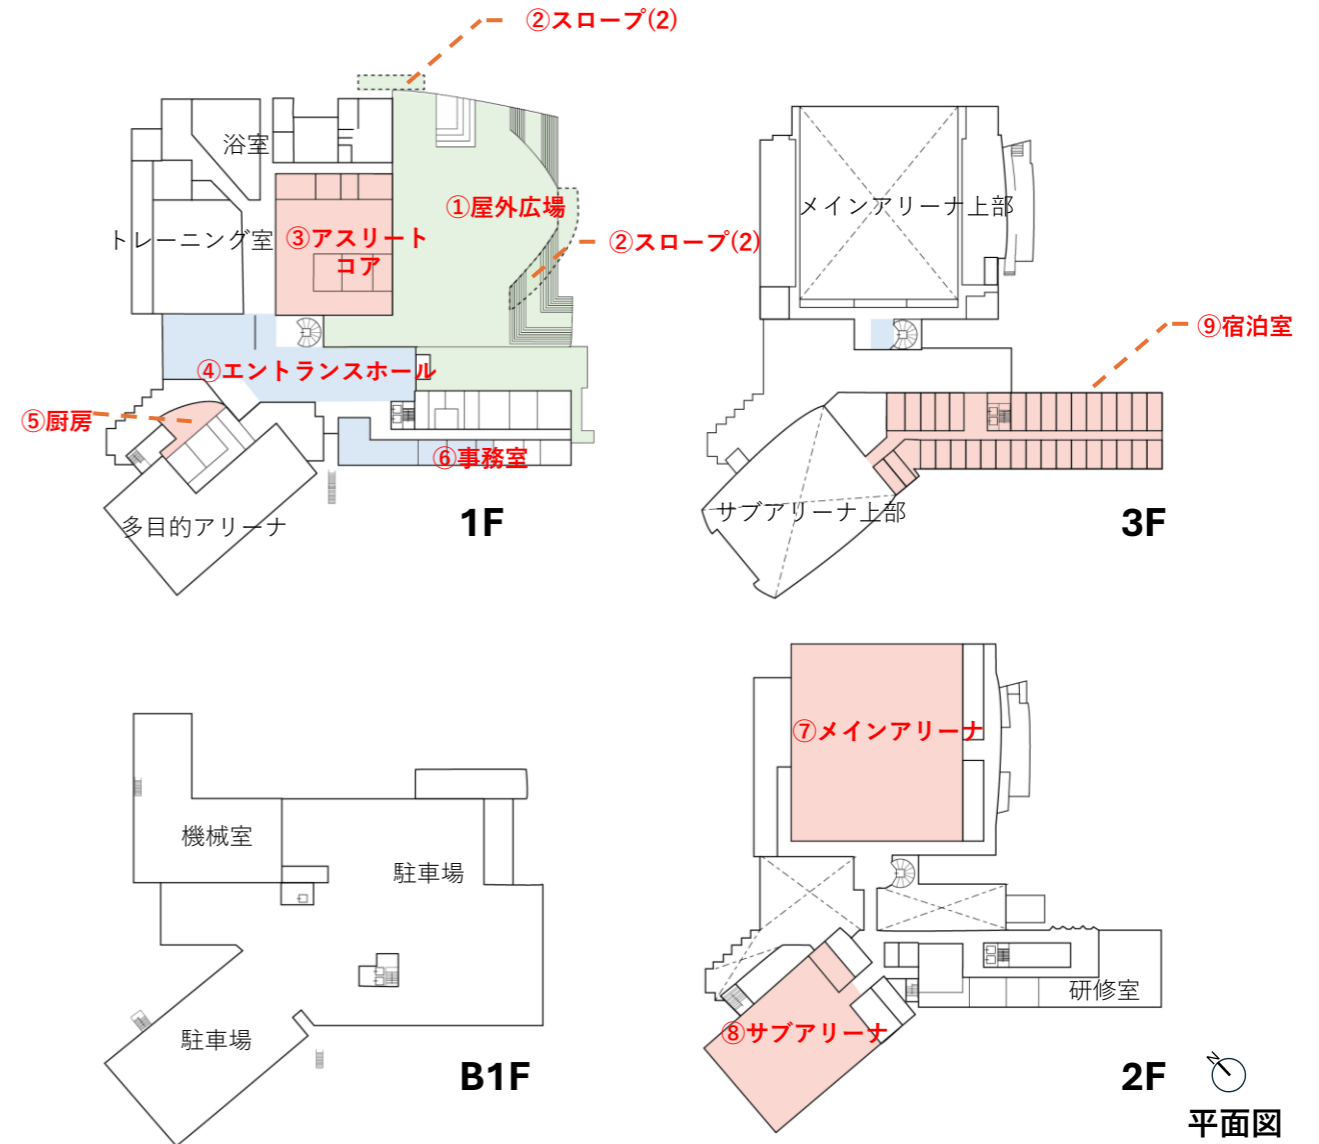 ②スロープ(2)
浴室
①屋外広場
トレーニング室
③アスリート
コア
②スロープ(2)
④エントランスホール
⑤厨房
⑥事務室
多目的アリーナ
1F
メインアリーナ上部
⑨宿泊室
サブアリーナ上部
3F
機械室
駐車場
駐車場
B1F
⑦メインアリーナ
研修室
⑧サブアリーナ
2F
N
平面図